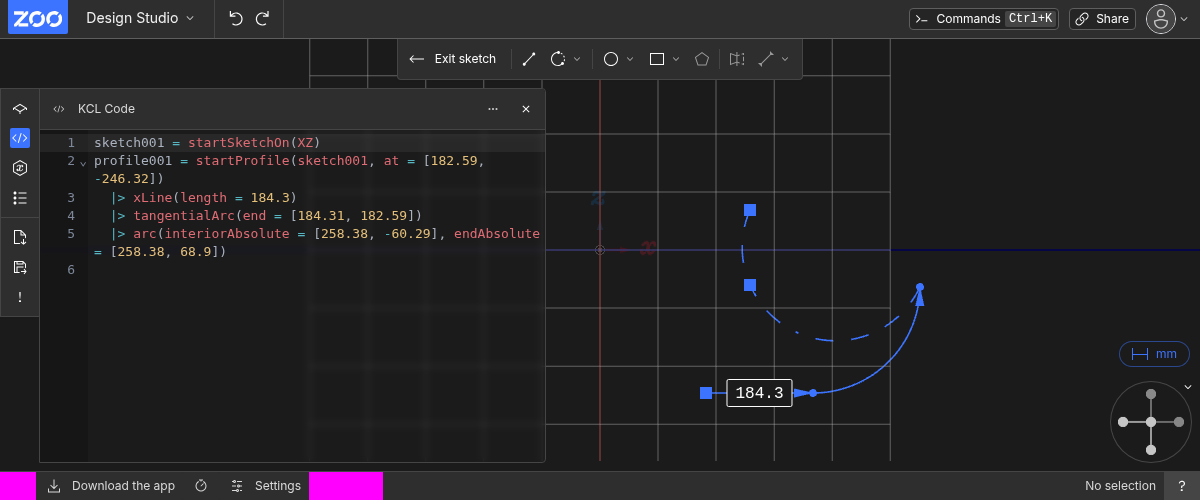 ZOO Design Studio Commands Ctrl+K Share
Exit sketch
</> KCL Code
1 sketch001 = startSketchOn(XZ)
2 profile001 = startProfile(sketch001, at = [182.59,
-246.32])
3 |> xLine(length = 184.3)
4 |> tangentialArc(end = [184.31, 182.59])
5 |> arc(interiorAbsolute = [258.38, -60.29], endAbsolute
= [258.38, 68.9])
6
z
x
mm
184.3
Download the app Settings No selection ?